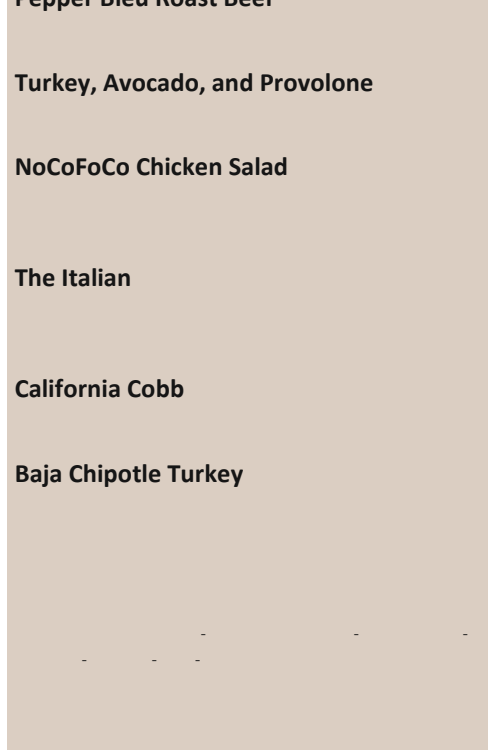 Pepper Bleu Roast Beef
Turkey, Avocado, and Provolone
NoCoFoCo Chicken Salad
The Italian
California Cobb
Baja Chipotle Turkey
- - -
- - -